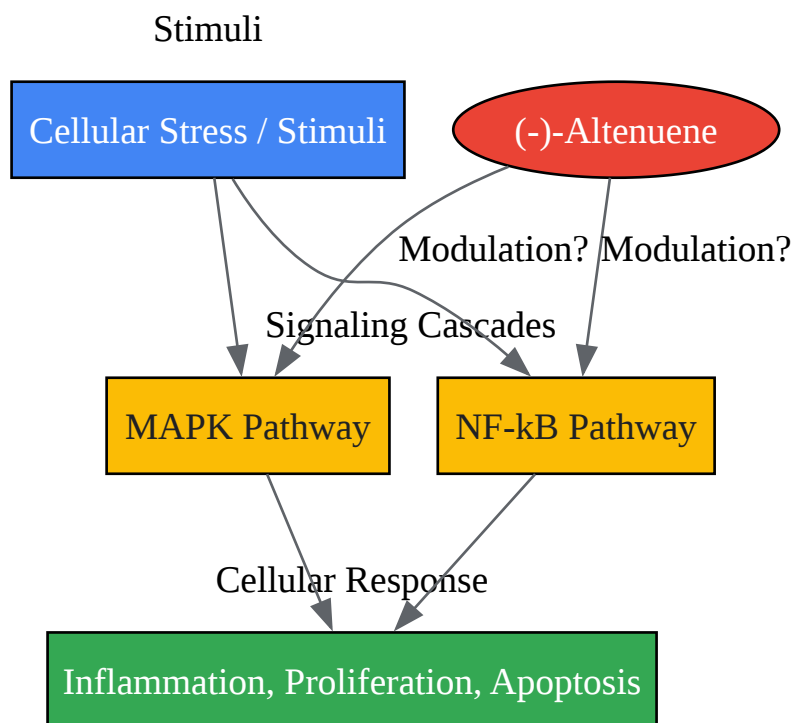 Stimuli
Cellular Stress / Stimuli
(-)-Altenuene
Modulation?
Modulation?
Signaling Cascades
MAPK Pathway
NF-kB Pathway
Cellular Response
Inflammation, Proliferation, Apoptosis